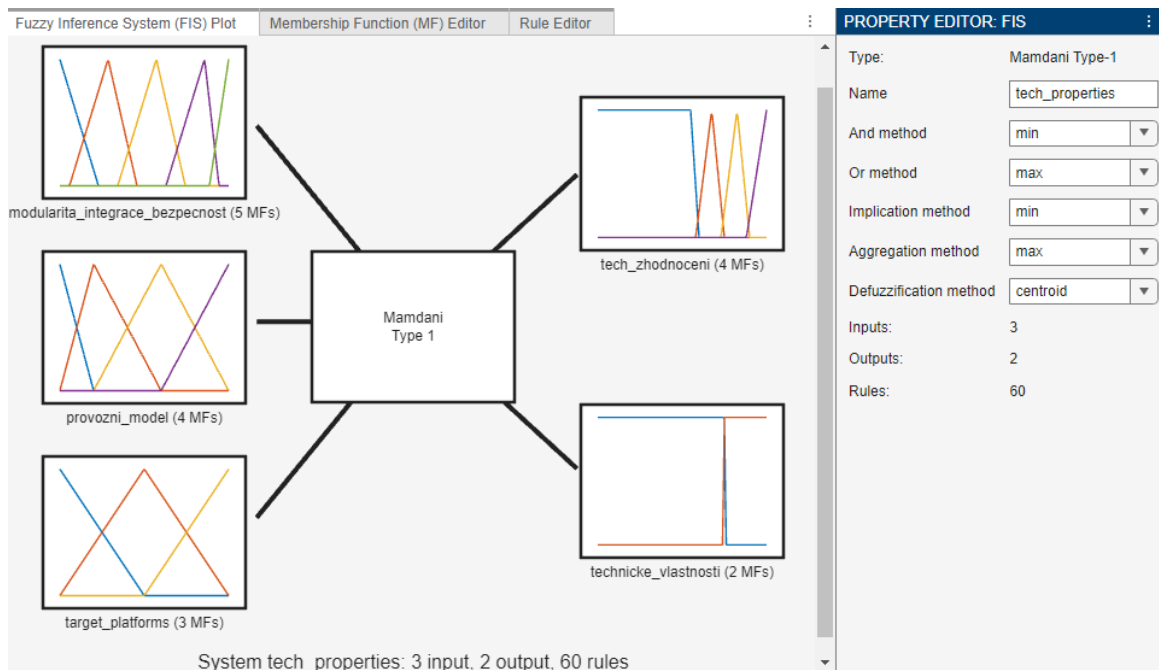 Fuzzy Inference System (FIS) Plot
Membership Function (MF) Editor
Rule Editor
modularita_integrace_bezpecnost (5 MFs)
provozni_model (4 MFs)
target_platforms (3 MFs)
Mamdani
Type 1
tech_zhodnoceni (4 MFs)
technicke_vlastnosti (2 MFs)
System tech_properties: 3 input, 2 output, 60 rules
PROPERTY EDITOR: FIS
Type: Mamdani Type-1
Name tech_properties
And method min
Or method max
Implication method min
Aggregation method max
Defuzzification method centroid
Inputs: 3
Outputs: 2
Rules: 60